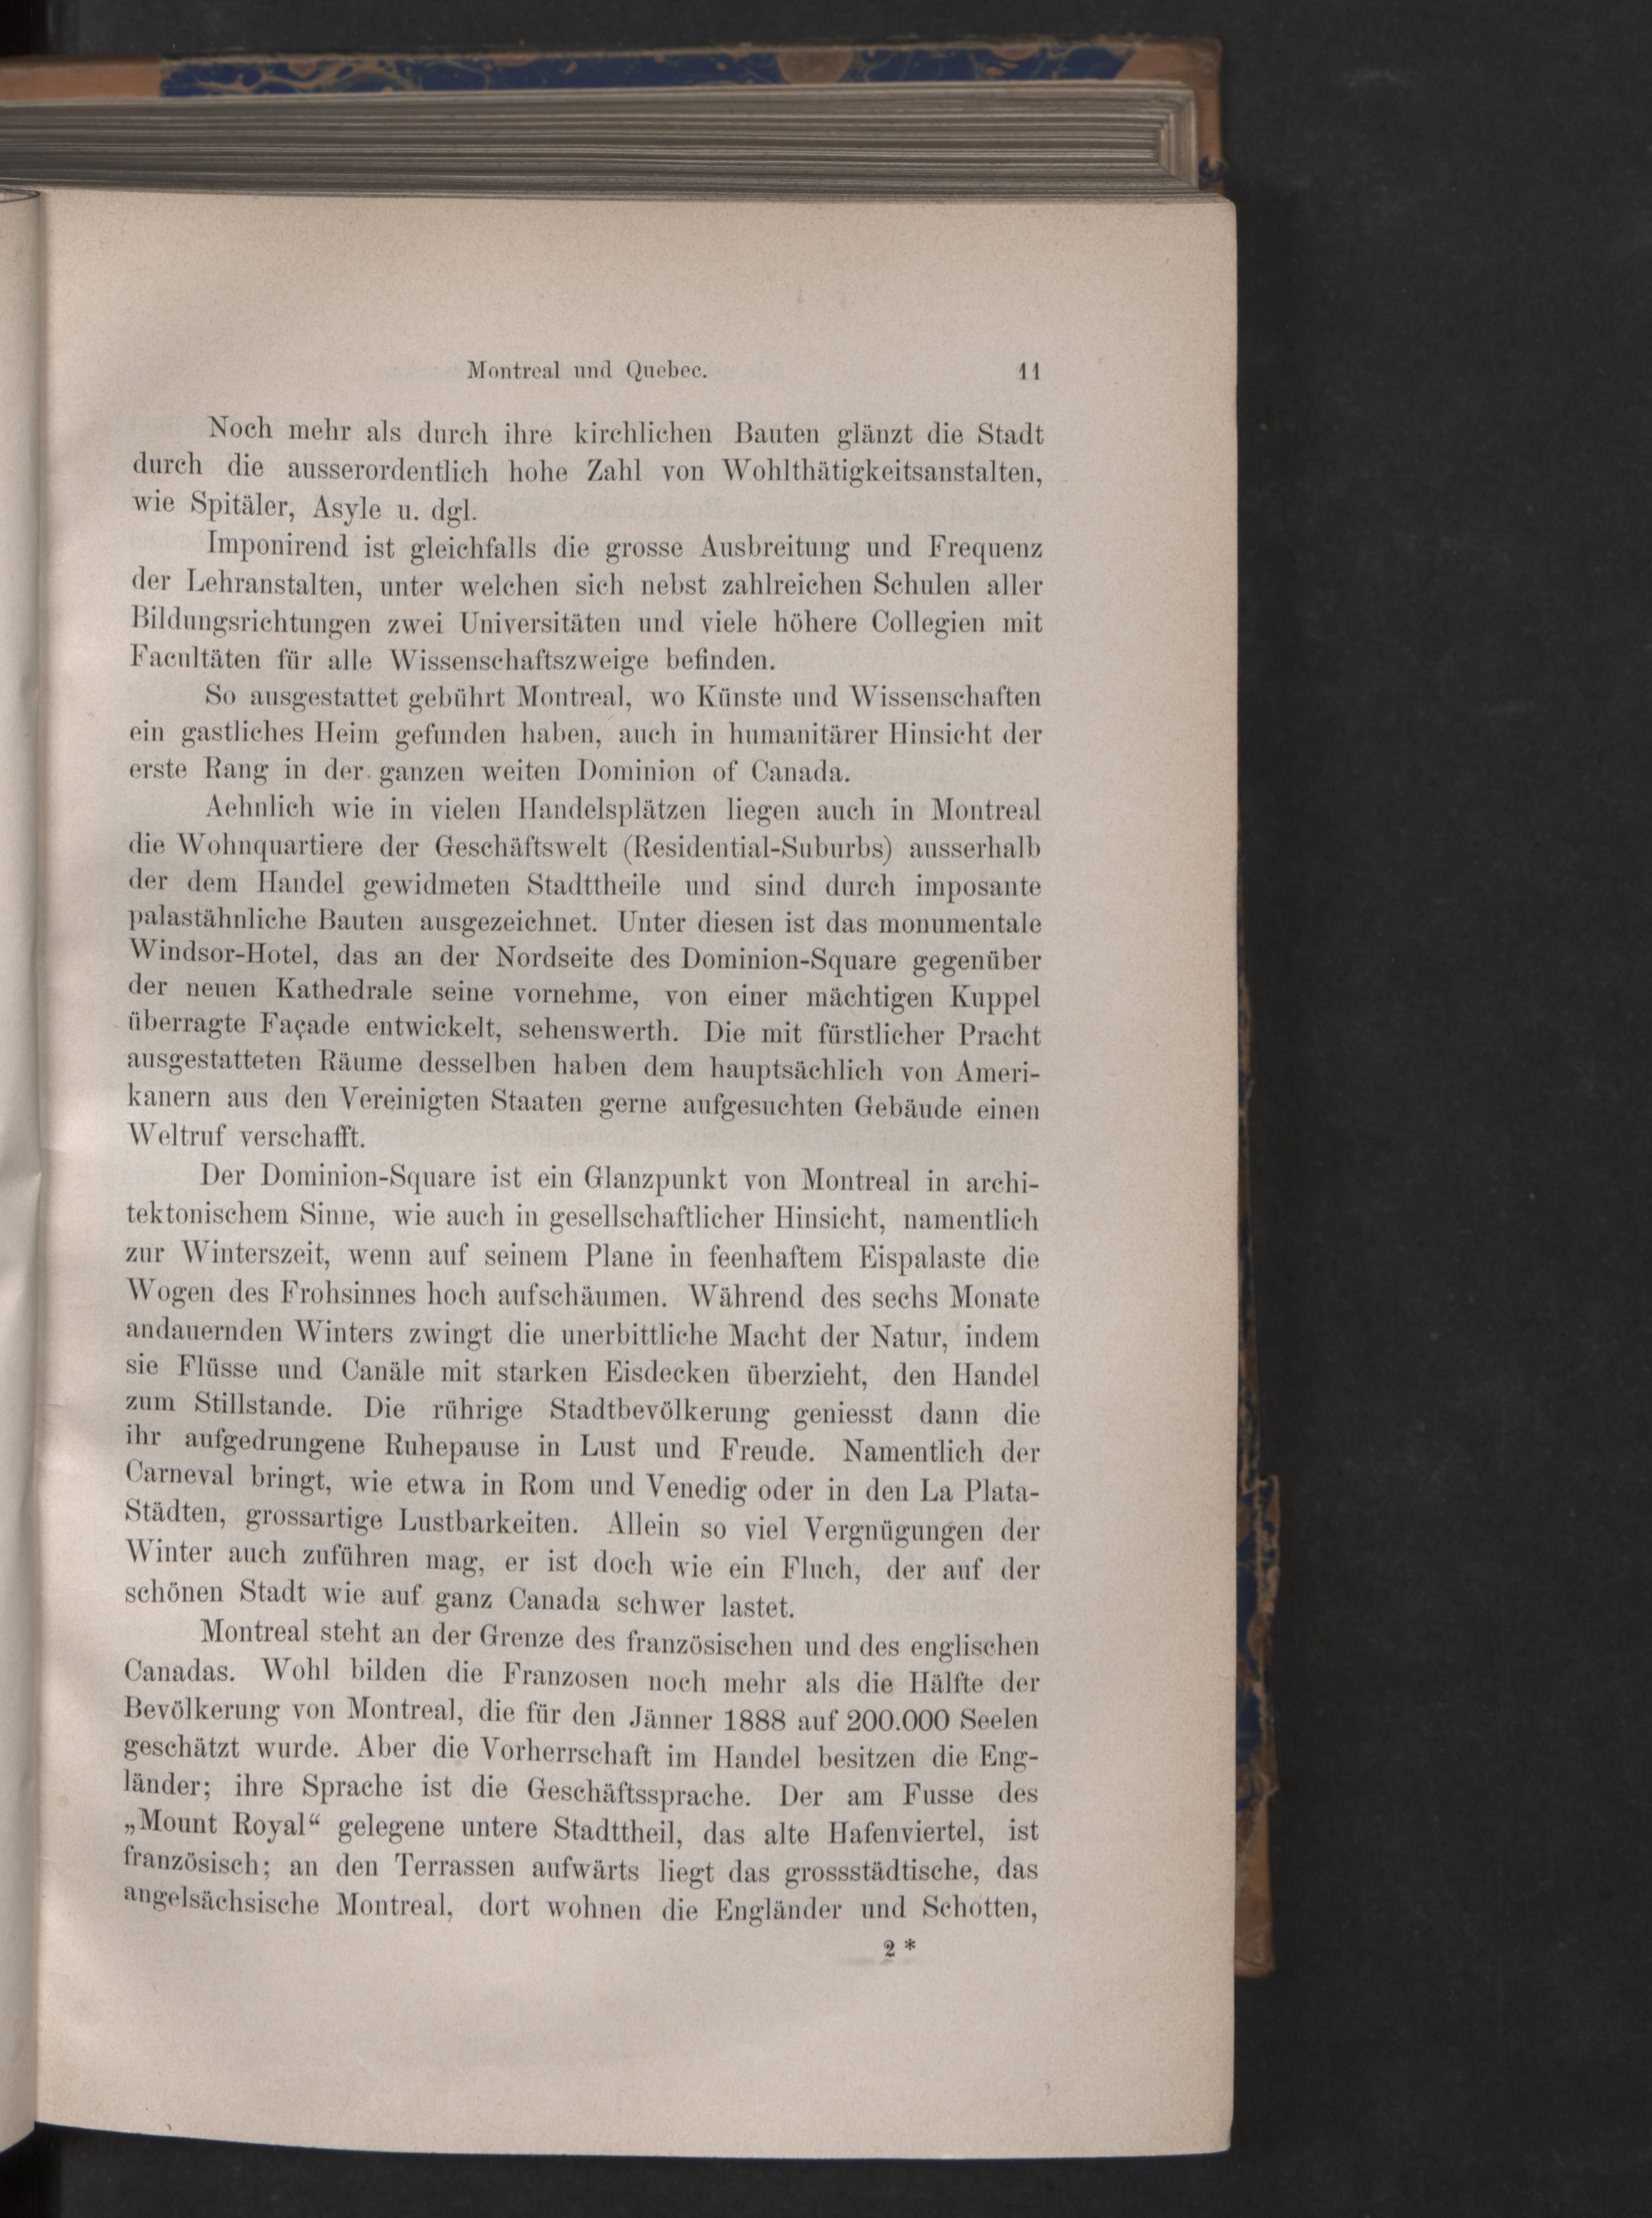 Montreal und Quebec. 11
Noch mehr als durch ihre kirchlichen Bauten glänzt die Stadt
durch die ausserordentlich hohe Zahl von Wohlthätigkeitsanstalten,
wie Spitäler, Asyle u. dgl.
Imponirend ist gleichfalls die grosse Ausbreitung und Frequenz
der Lehranstalten, unter welchen sich nebst zahlreichen Schulen aller
Bildungsrichtungen zwei Universitäten und viele höhere Collegien mit
Facultäten für alle Wissenschaftszweige befinden.
So ausgestattet gebührt Montreal, wo Künste und Wissenschaften
ein gastliches Heim gefunden haben, auch in humanitärer Hinsicht der
erste Rang in der ganzen weiten Dominion of Canada.
Aehnlich wie in vielen Handelsplätzen liegen auch in Montreal
die Wohnquartiere der Geschäftswelt (Residential-Suburbs) ausserhalb
der dem Handel gewidmeten Stadttheile und sind durch imposante
palastähnliche Bauten ausgezeichnet. Unter diesen ist das monumentale
Windsor-Hotel, das an der Nordseite des Dominion-Square gegenüber
der neuen Kathedrale seine vornehme, von einer mächtigen Kuppel
überragte Façade entwickelt, sehenswerth. Die mit fürstlicher Pracht
ausgestatteten Räume desselben haben dem hauptsächlich von Ameri-
kanern aus den Vereinigten Staaten gerne aufgesuchten Gebäude einen
Weltruf verschafft.
Der Dominion-Square ist ein Glanzpunkt von Montreal in archi-
tektonischem Sinne, wie auch in gesellschaftlicher Hinsicht, namentlich
zur Winterszeit, wenn auf seinem Plane in feenhaftem Eispalaste die
Wogen des Frohsinnes hoch aufschäumen. Während des sechs Monate
andauernden Winters zwingt die unerbittliche Macht der Natur, indem
sie Flüsse und Canäle mit starken Eisdecken überzieht, den Handel
zum Stillstande. Die rührige Stadtbevölkerung geniesst dann die
ihr aufgedrungene Ruhepause in Lust und Freude. Namentlich der
Carneval bringt, wie etwa in Rom und Venedig oder in den La Plata-
Städten, grossartige Lustbarkeiten. Allein so viel Vergnügungen der
Winter auch zuführen mag, er ist doch wie ein Fluch, der auf der
schönen Stadt wie auf ganz Canada schwer lastet.
Montreal steht an der Grenze des französischen und des englischen
Canadas. Wohl bilden die Franzosen noch mehr als die Hälfte der
Bevölkerung von Montreal, die für den Jänner 1888 auf 200.000 Seelen
geschätzt wurde. Aber die Vorherrschaft im Handel besitzen die Eng-
länder; ihre Sprache ist die Geschäftssprache. Der am Fusse des
„Mount Royal“ gelegene untere Stadttheil, das alte Hafenviertel, ist
französisch; an den Terrassen aufwärts liegt das grossstädtische, das
angelsächsische Montreal, dort wohnen die Engländer und Schotten,
2 *